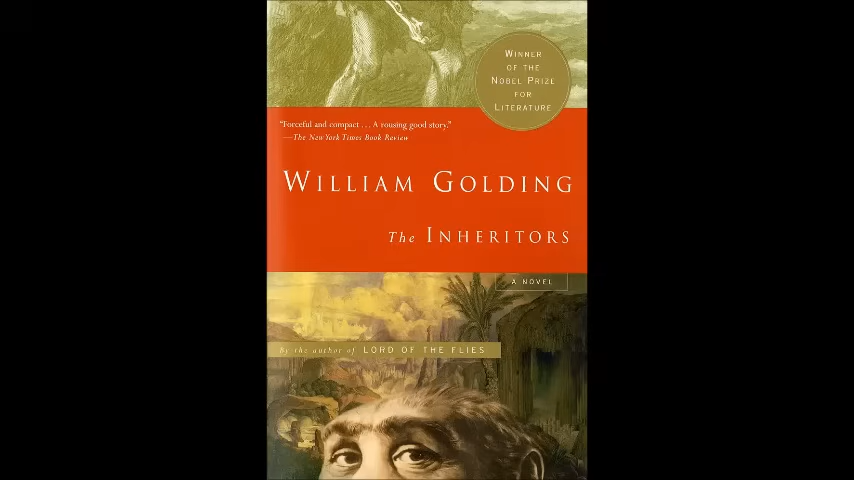 WINNER
OF THE
NOBEL PRIZE
FOR
LITERATURE
"Forceful and compact . . . A rousing good story."
—The New York Times Book Review
WILLIAM GOLDING
The INHERITORS
A NOVEL
By the author of LORD OF THE FLIES